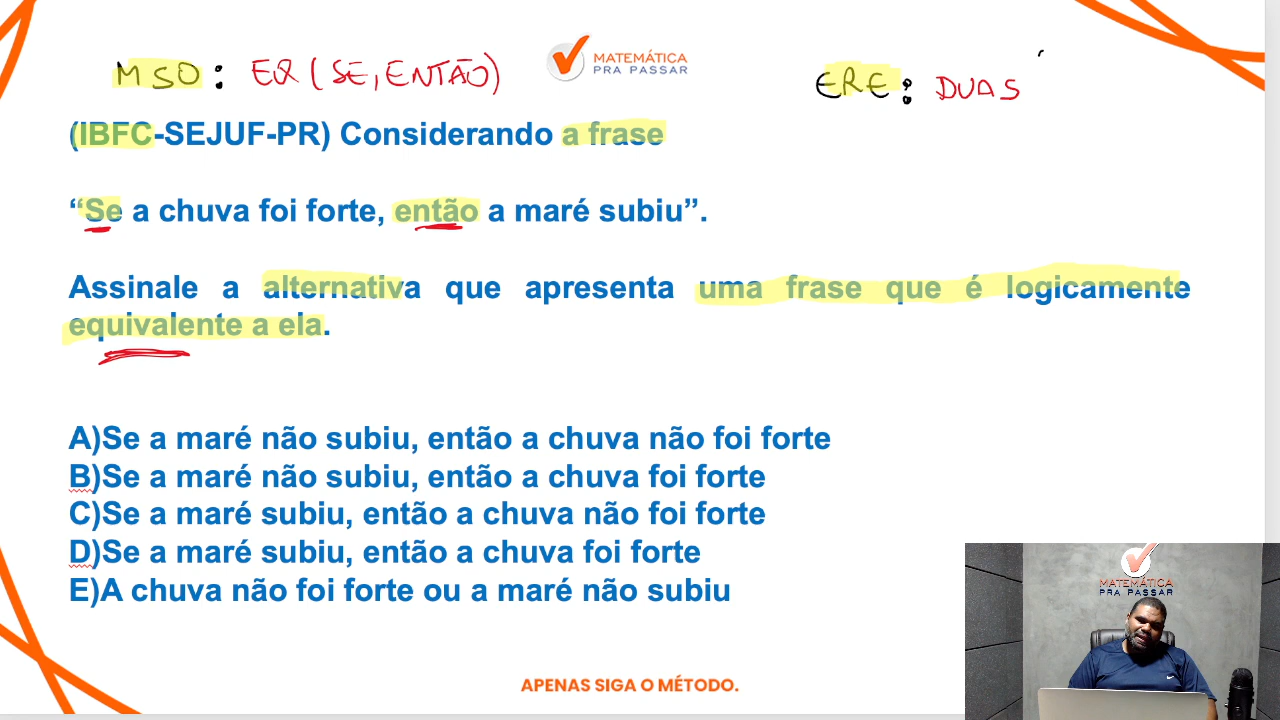 MSO: EQ (SE, ENTÃO)
MATEMÁTICA
PRA PASSAR
ERE: DUAS
(IBFC-SEJUF-PR) Considerando a frase
“Se a chuva foi forte, então a maré subiu”.
Assinale a alternativa que apresenta uma frase que é logicamente
equivalente a ela.
A)Se a maré não subiu, então a chuva não foi forte
B)Se a maré não subiu, então a chuva foi forte
C)Se a maré subiu, então a chuva não foi forte
D)Se a maré subiu, então a chuva foi forte
E)A chuva não foi forte ou a maré não subiu
MATEMÁTICA
PRA PASSAR
APENAS SIGA O MÉTODO.